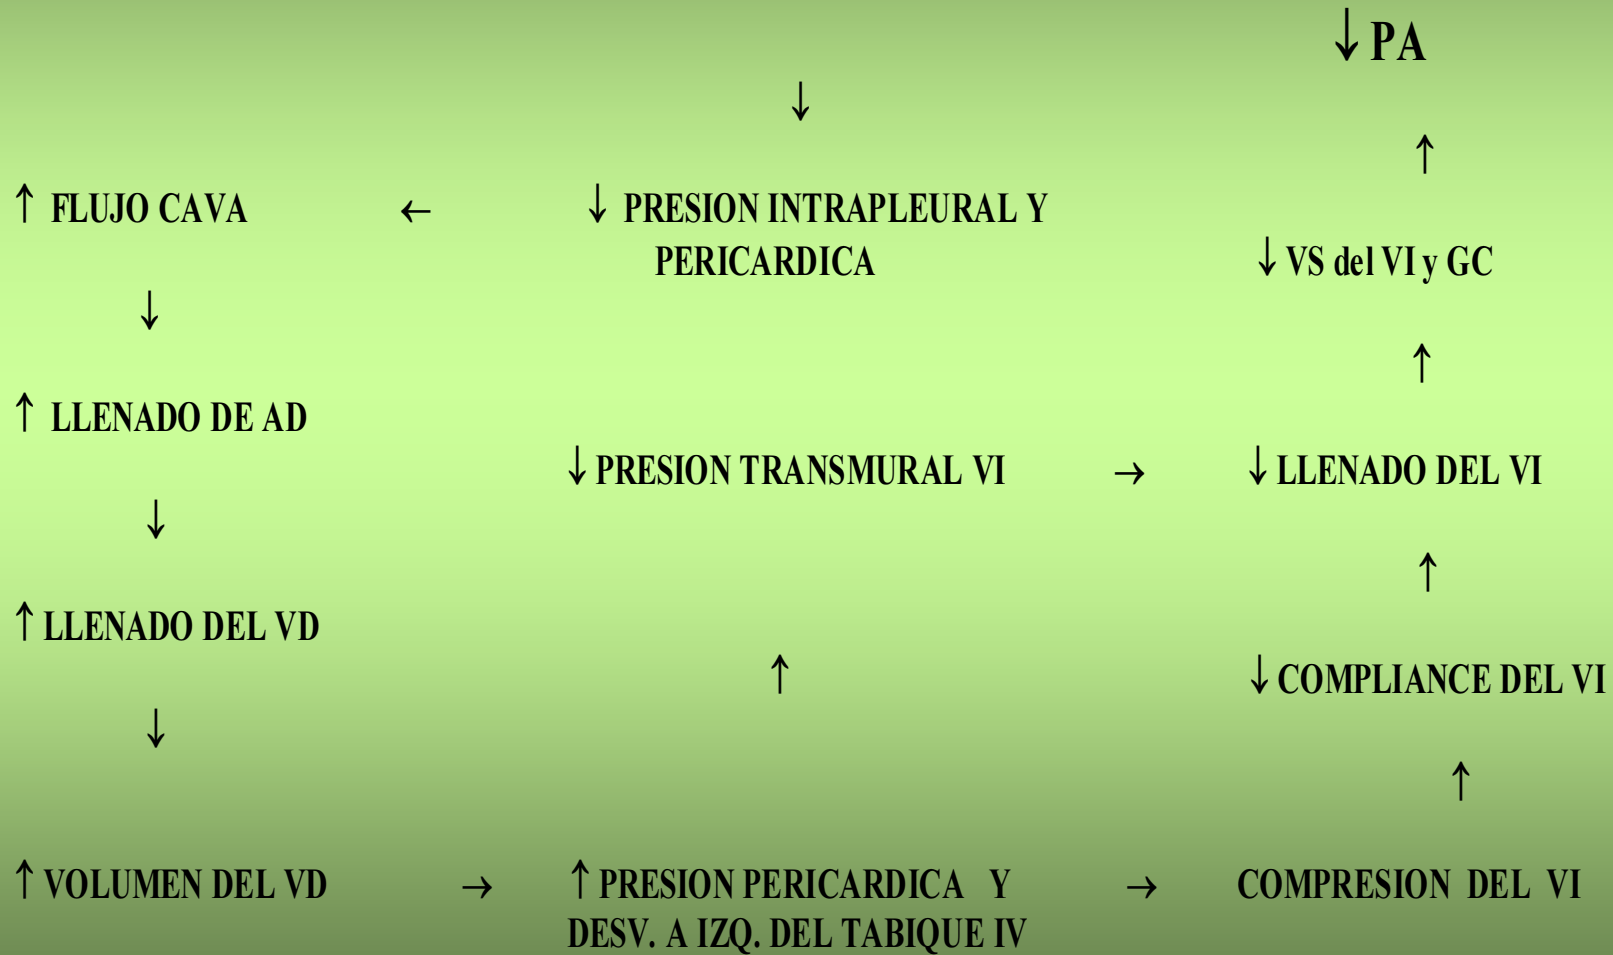 ↓ PA
↓
↑
↑ FLUJO CAVA ← ↓ PRESION INTRAPLEURAL Y
PERICARDICA
↓ VS del VI y GC
↓
↑
↑ LLENADO DE AD
↓ PRESION TRANSMURAL VI → ↓ LLENADO DEL VI
↓
↑
↑ LLENADO DEL VD
↑
↓ COMPLIANCE DEL VI
↓
↑
↑ VOLUMEN DEL VD → ↑ PRESION PERICARDICA Y → COMPRESION DEL VI
DESV. A IZQ. DEL TABIQUE IV